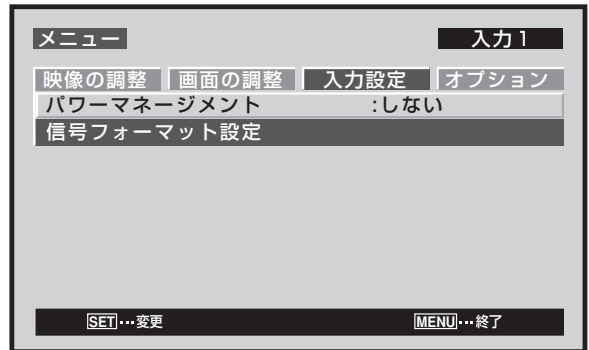 メニュー 入力1
映像の調整 画面の調整 入力設定 オプション
パワーマネージメント :しない
信号フォーマット設定
SET…変更 MENU…終了